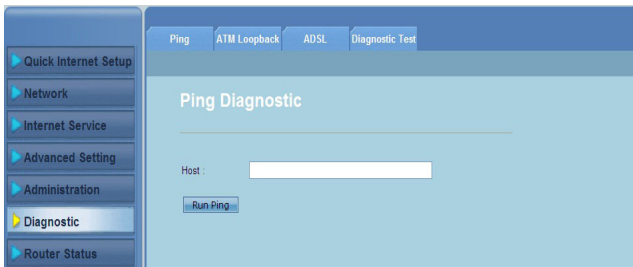 Ping
ATM Loopback
ADSL
Diagnostic Test
Quick Internet Setup
Network
Internet Service
Advanced Setting
Administration
Diagnostic
Router Status
Ping Diagnostic
Host :
Run Ping